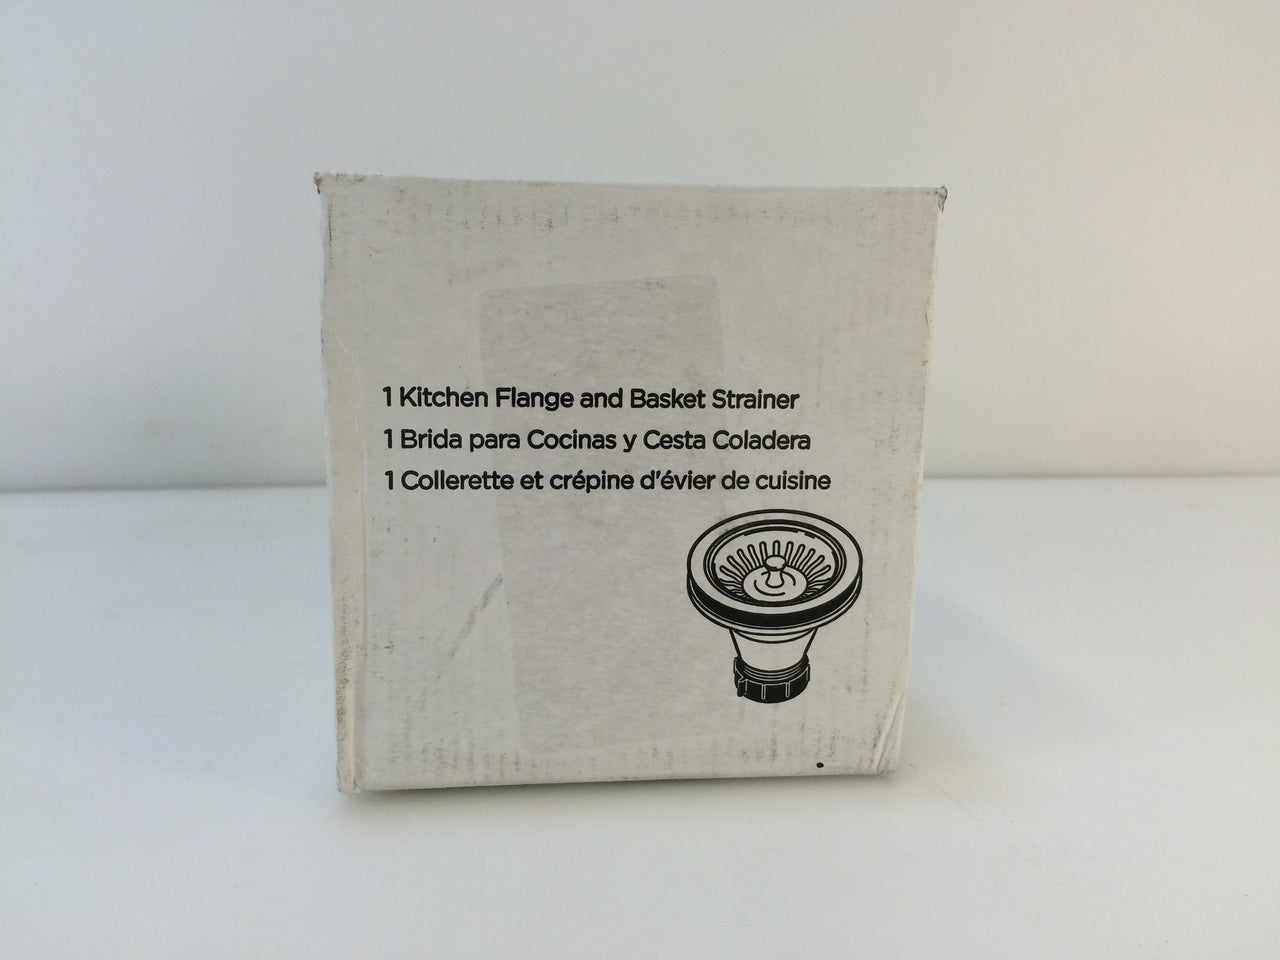 1 Kitchen Flange and Basket Strainer
1 Brida para Cocinas y Cesta Coladera
1 Collerette et crépine d'évier de cuisine